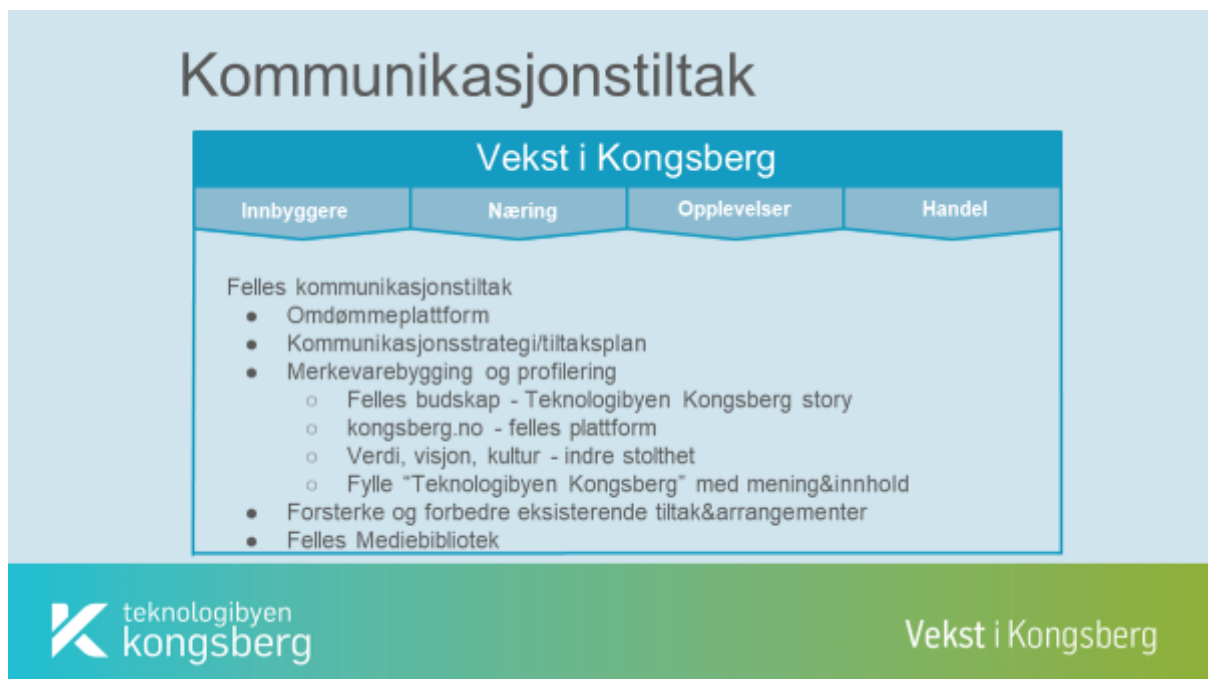 Kommunikasjonstiltak
Vekst i Kongsberg
Innbyggere Næring Opplevelser Handel
Felles kommunikasjonstiltak
● Omdømmeplattform
● Kommunikasjonsstrategi/tiltaksplan
● Merkevarebygging og profilering
○ Felles budskap - Teknologibyen Kongsberg story
○ kongsberg.no - felles plattform
○ Verdi, visjon, kultur - indre stolthet
○ Fylle “Teknologibyen Kongsberg” med mening&innhold
● Forsterke og forbedre eksisterende tiltak&arrangementer
● Felles Mediebibliotek
teknologibyen
kongsberg
Vekst i Kongsberg